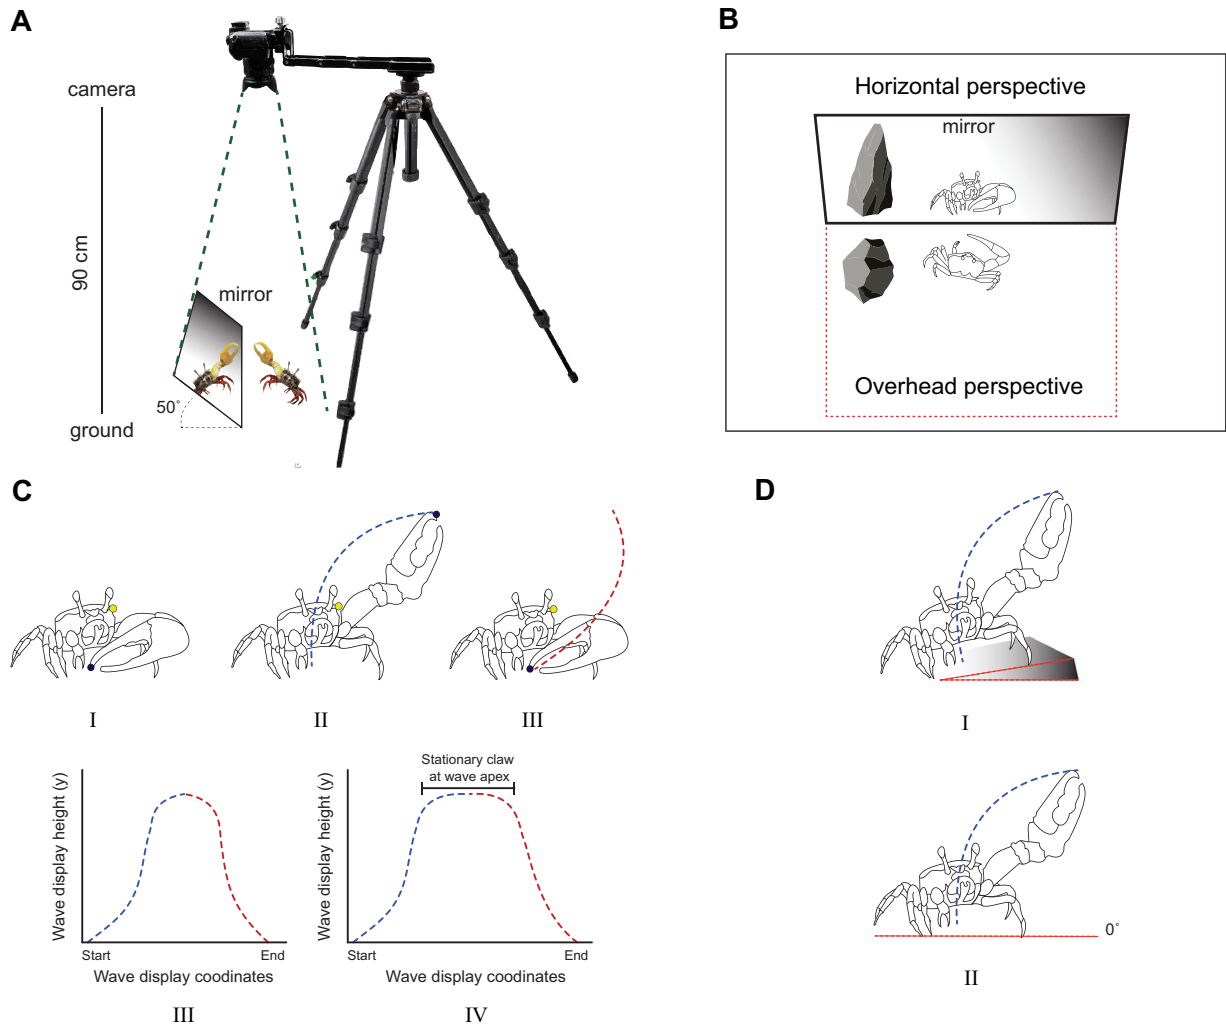 A
camera
90 cm
ground
mirror
50°
B
Horizontal perspective
mirror
Overhead perspective
C
I
II
III
Wave display height (y)
Start
End
Wave display coodinates
III
Stationary claw
at wave apex
Wave display height (y)
Start
End
Wave display coodinates
IV
D
I
0°
II